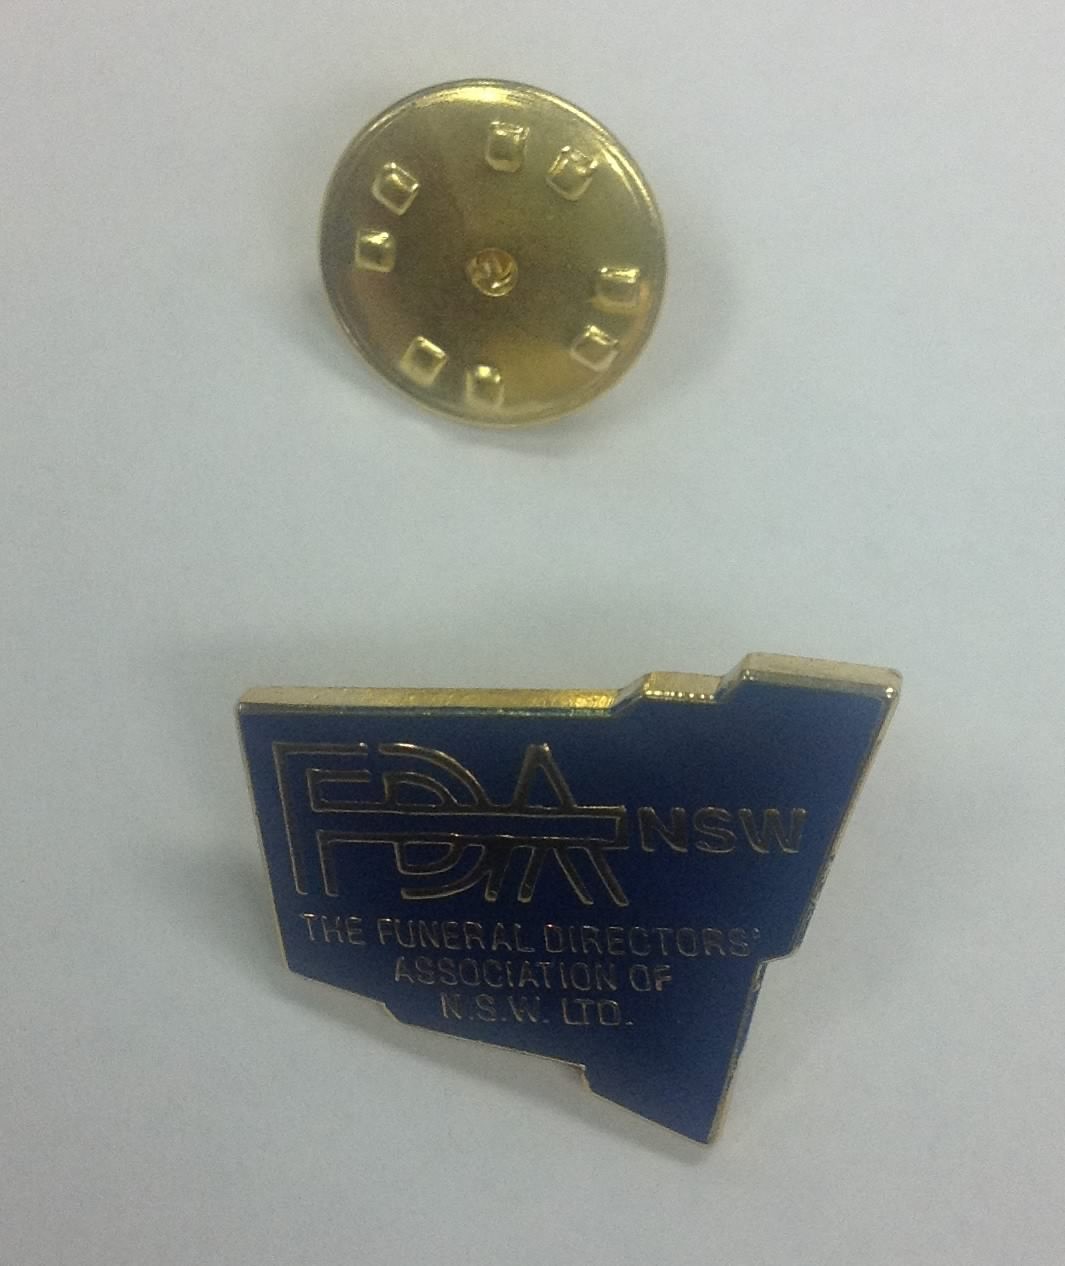 FDA NSW
THE FUNERAL DIRECTORS'
ASSOCIATION OF
N.S.W. LTD.